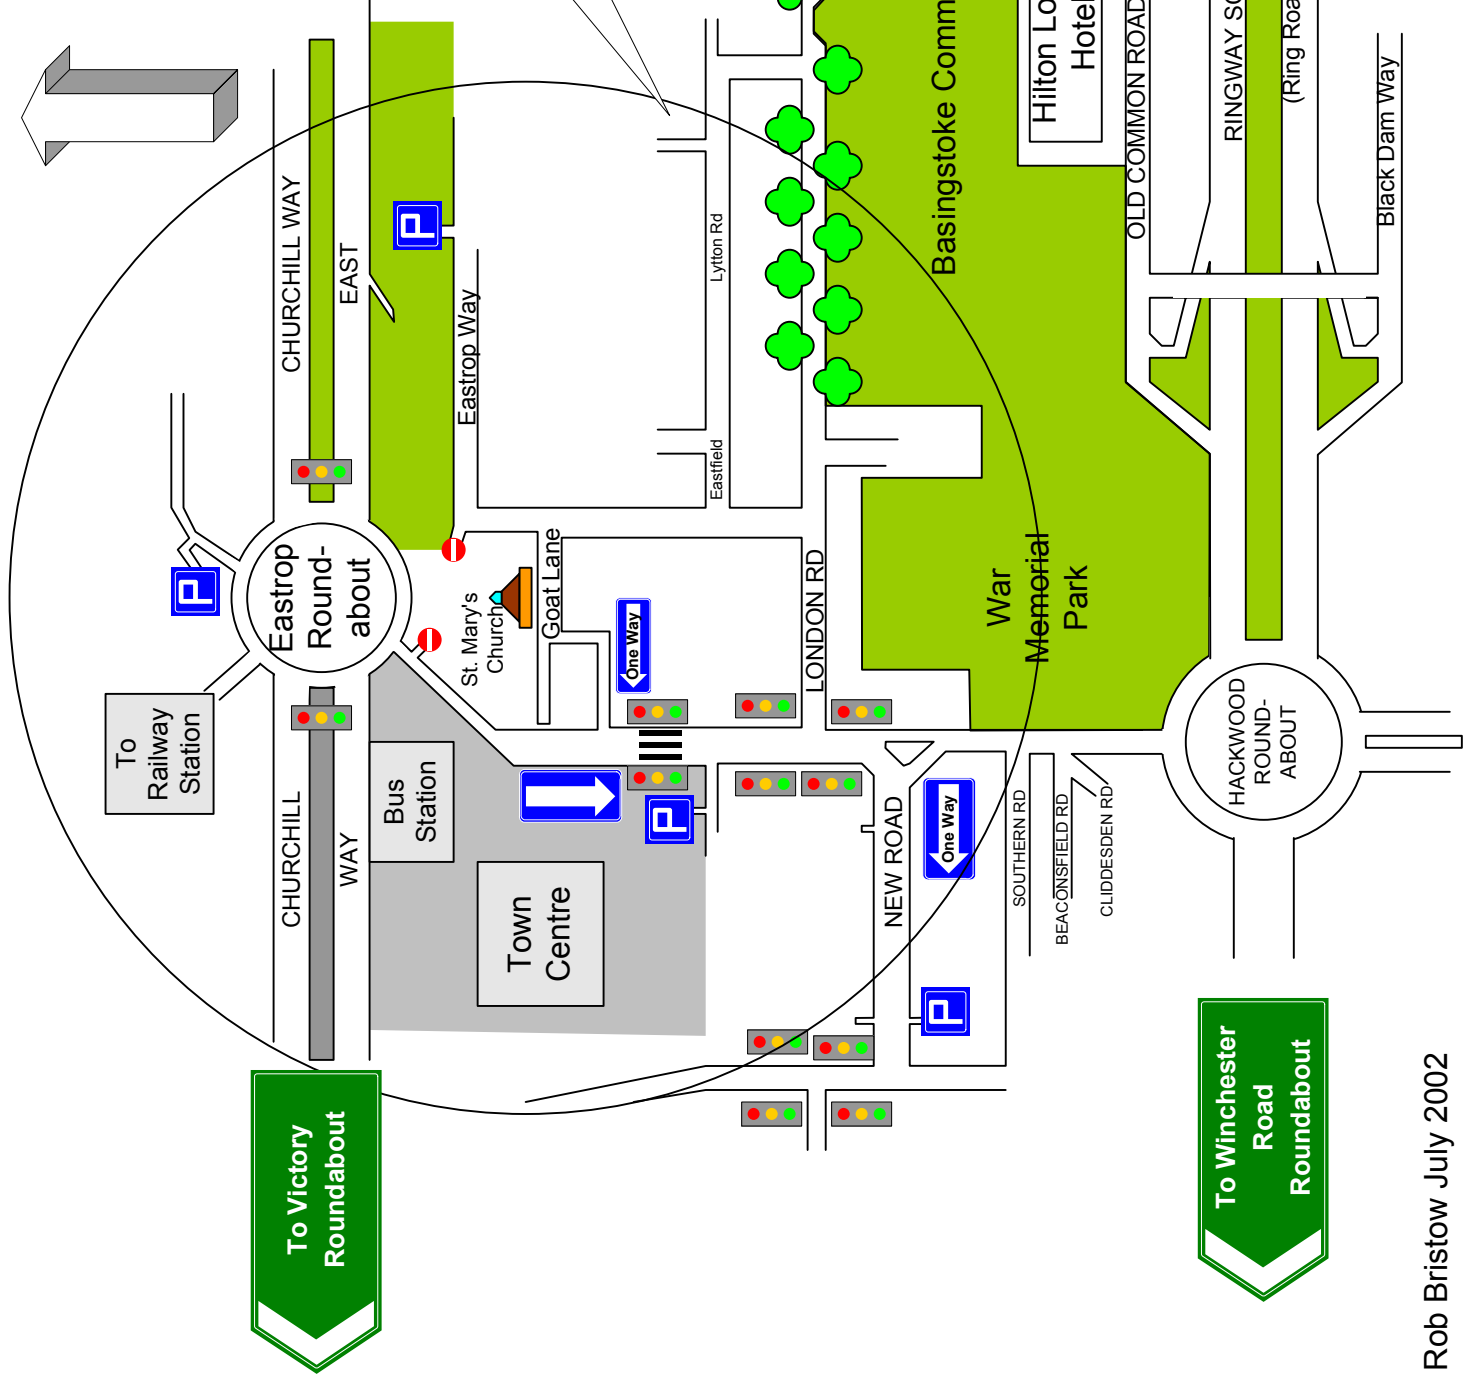 To
Railway
Station
CHURCHILL WAY
EAST
P
P
Eastrop
Round-
about
CHURCHILL
WAY
Bus
Station
Town
Centre
Eastrop Way
St. Mary's
Church
Goat Lane
One Way
P
Lytton Rd
Eastfield
LONDON RD
NEW ROAD
One Way
P
Basingstoke Comm
War
Memorial
Park
Hilton Lo
Hotel
OLD COMMON ROAD
RINGWAY SO
(Ring Roa
Black Dam Way
SOUTHERN RD
BEACONSFIELD RD
CLIDDESDEN RD
HACKWOOD
ROUND-
ABOUT
To Victory
Roundabout
To Winchester
Road
Roundabout
Rob Bristow July 2002